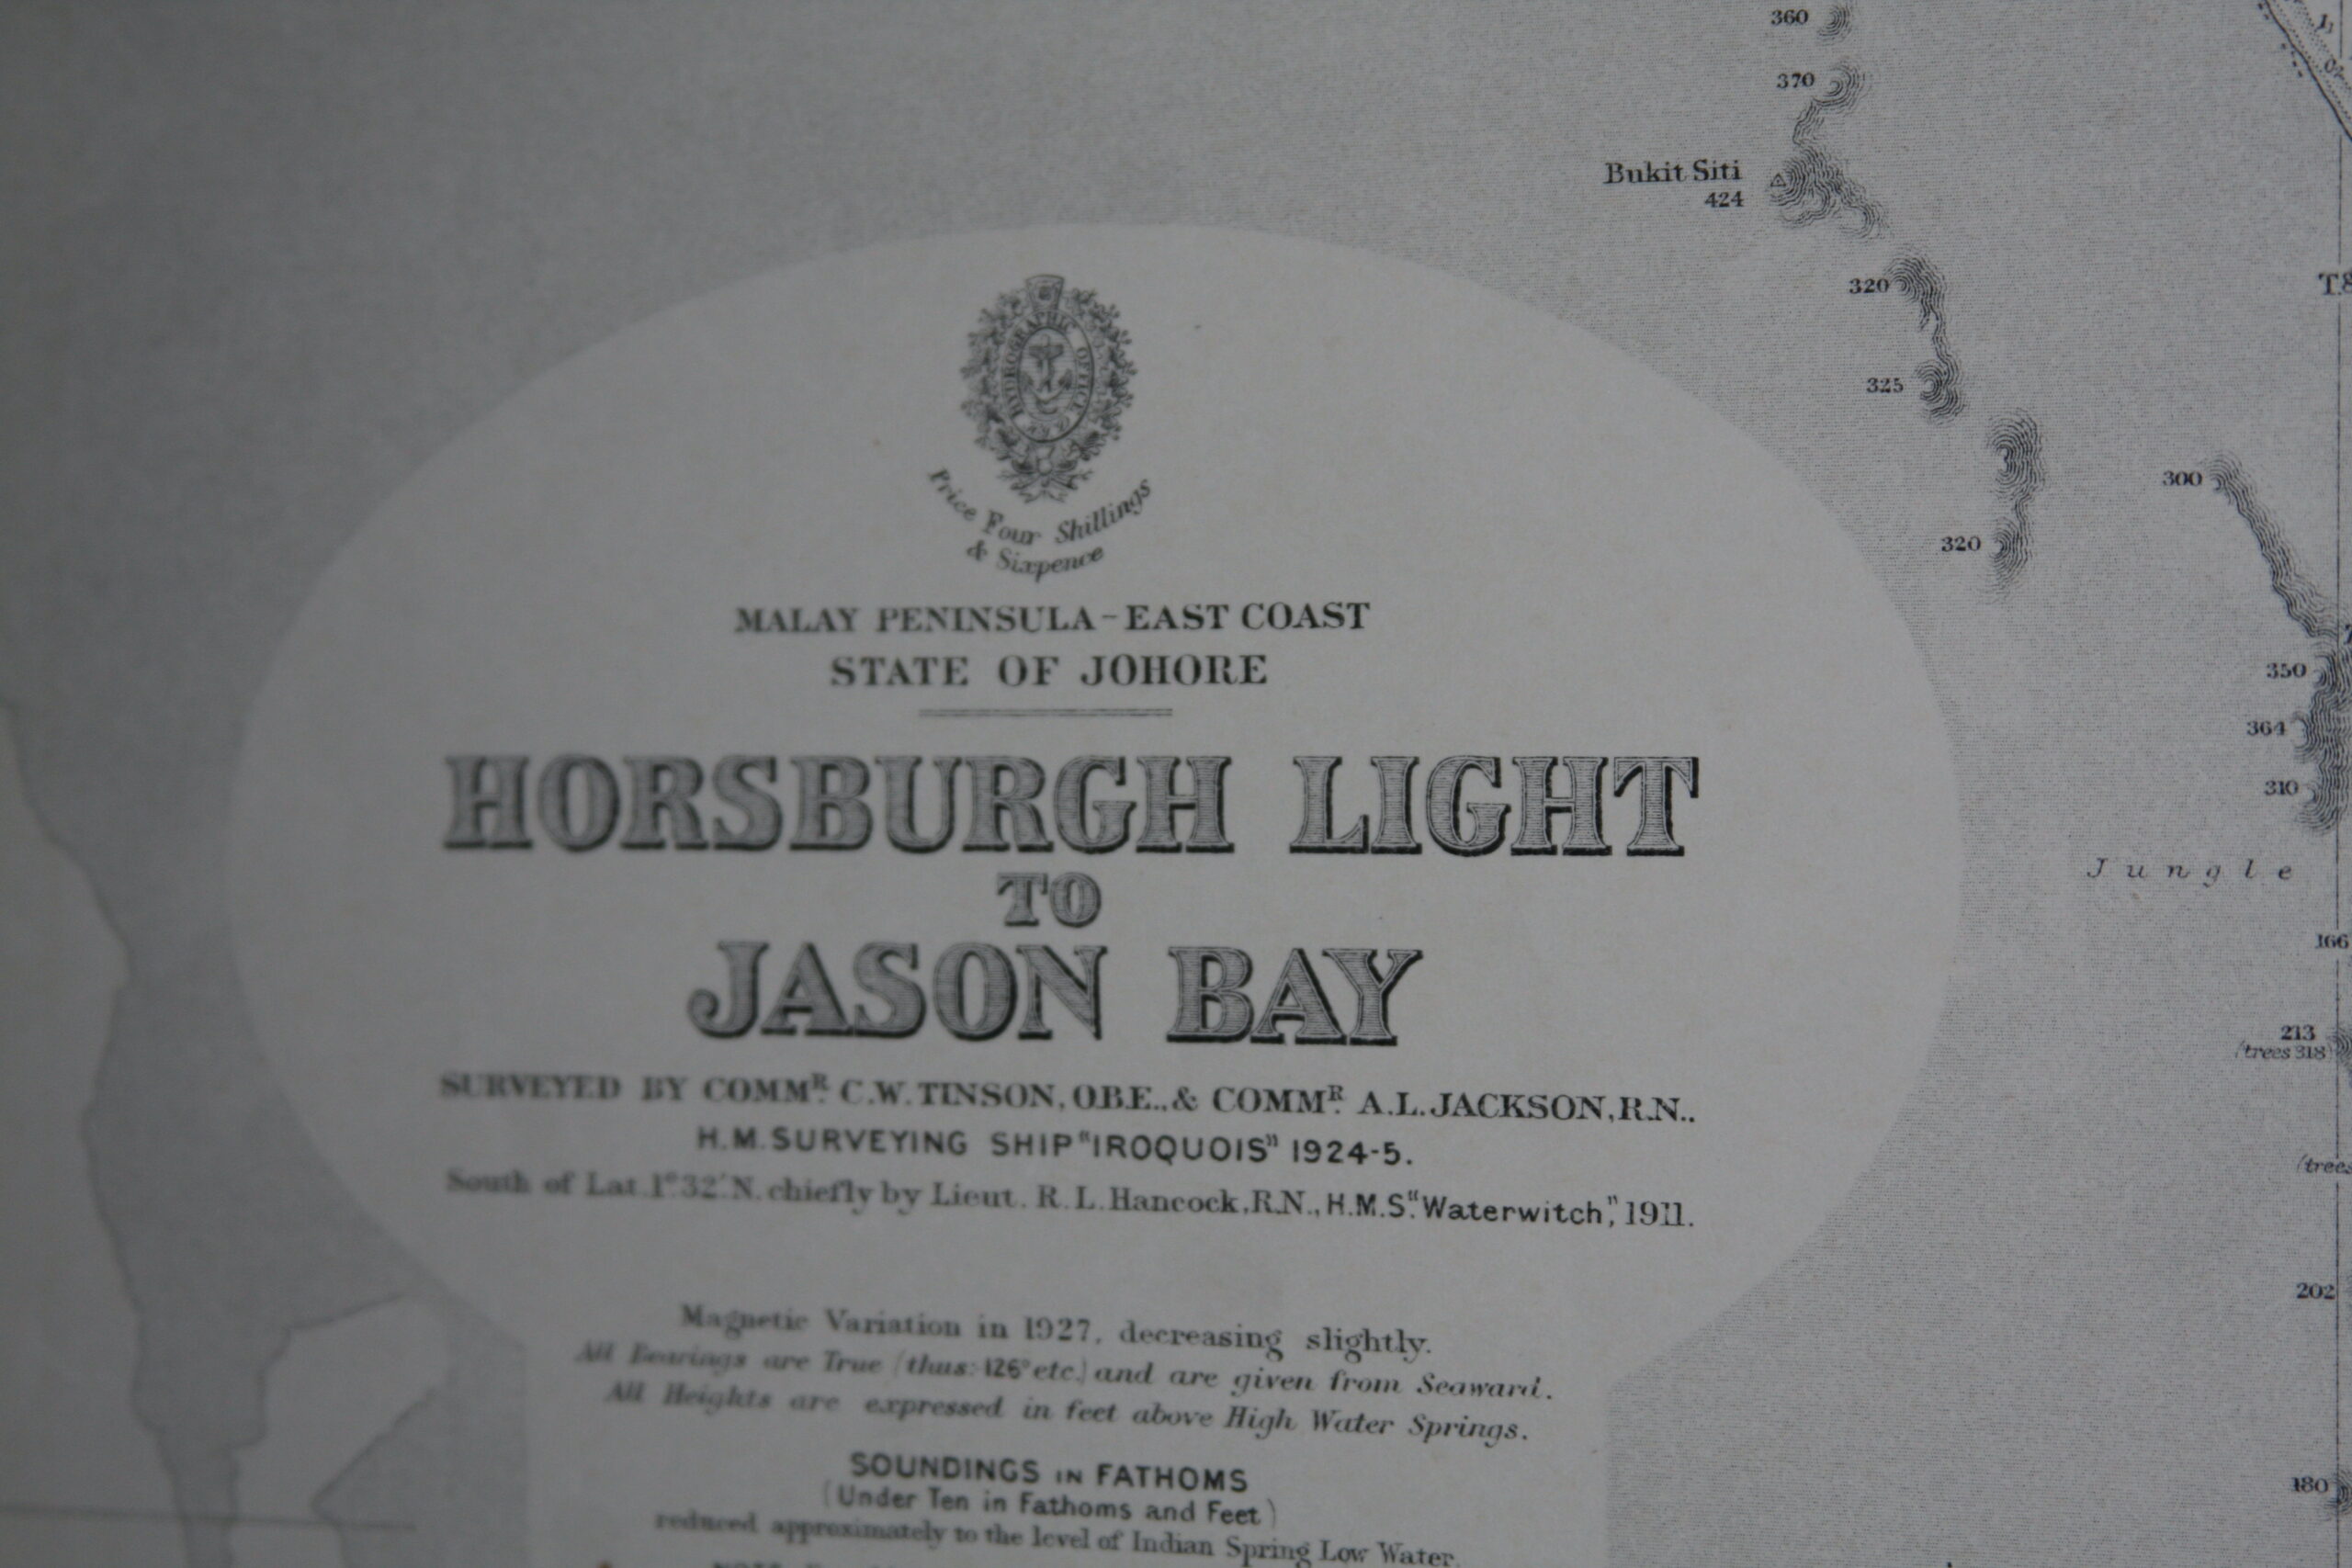 HYDROGRAPHIC OFFICE
Price Four Shillings
& Sixpence
MALAY PENINSULA-EAST COAST
STATE OF JOHORE
HORSBURGH LIGHT
TO
JASON BAY
SURVEYED BY COMMR. C.W. TINSON, O.B.E., & COMMR. A.L. JACKSON, R.N.,
H.M. SURVEYING SHIP "IROQUOIS" 1924-5.
South of Lat. 1°32'N. chiefly by Lieut. R.L. Hancock, R.N., H.M.S. "Waterwitch", 1911.
Magnetic Variation in 1927, decreasing slightly.
All Bearings are True (thus: 126° etc.) and are given from Seaward.
All Heights are expressed in feet above High Water Springs.
SOUNDINGS IN FATHOMS
(Under Ten in Fathoms and Feet)
reduced approximately to the level of Indian Spring Low Water.
360
370
Bukit Siti
424
320
325
300
320
350
364
310
Jungle
166
213
(trees 318)
(trees
202
180